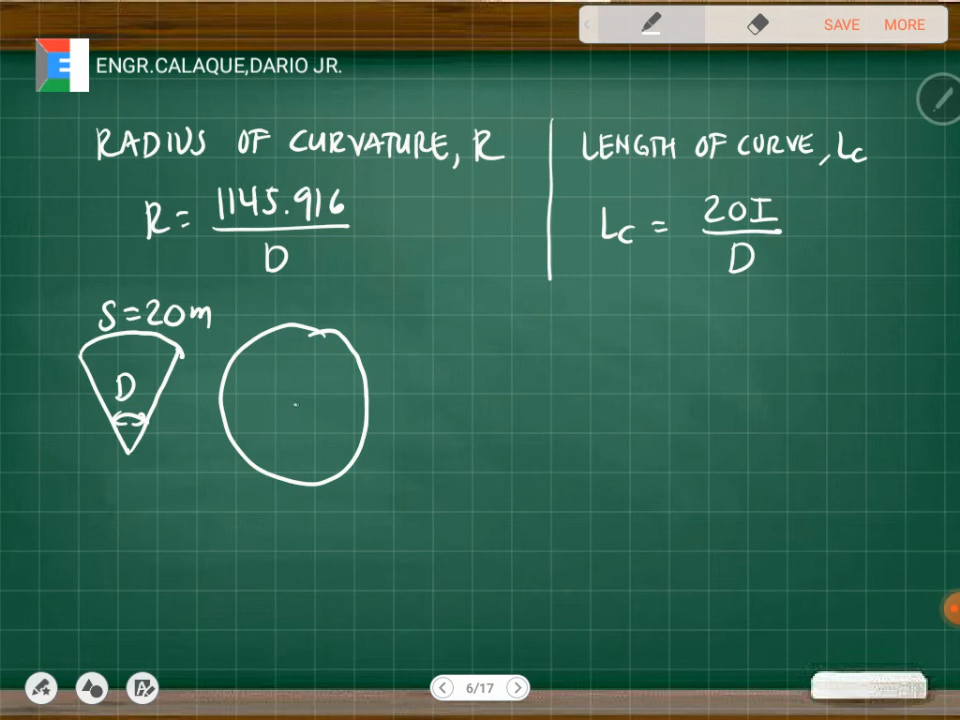 SAVE MORE
E ENGR.CALAQUE,DARIO JR.
RADIUS OF CURVATURE, R
R = 1145.916 / D
LENGTH OF CURVE, Lc
Lc = 20I / D
S = 20m
D
6/17